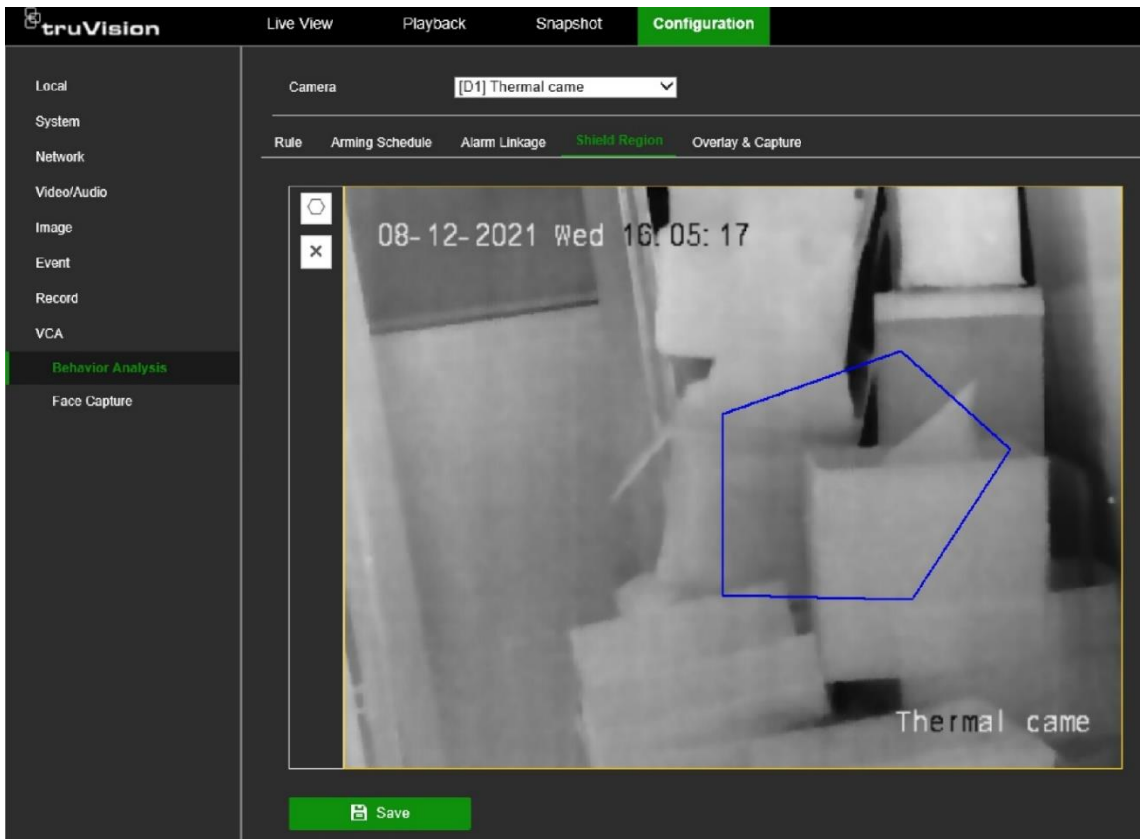 truVision
Live View Playback Snapshot Configuration
Local
System
Network
Video/Audio
Image
Event
Record
VCA
Behavior Analysis
Face Capture
Camera [D1] Thermal came
Rule Arming Schedule Alarm Linkage Shield Region Overlay & Capture
08-12-2021 Wed 16:05:17
Thermal came
Save